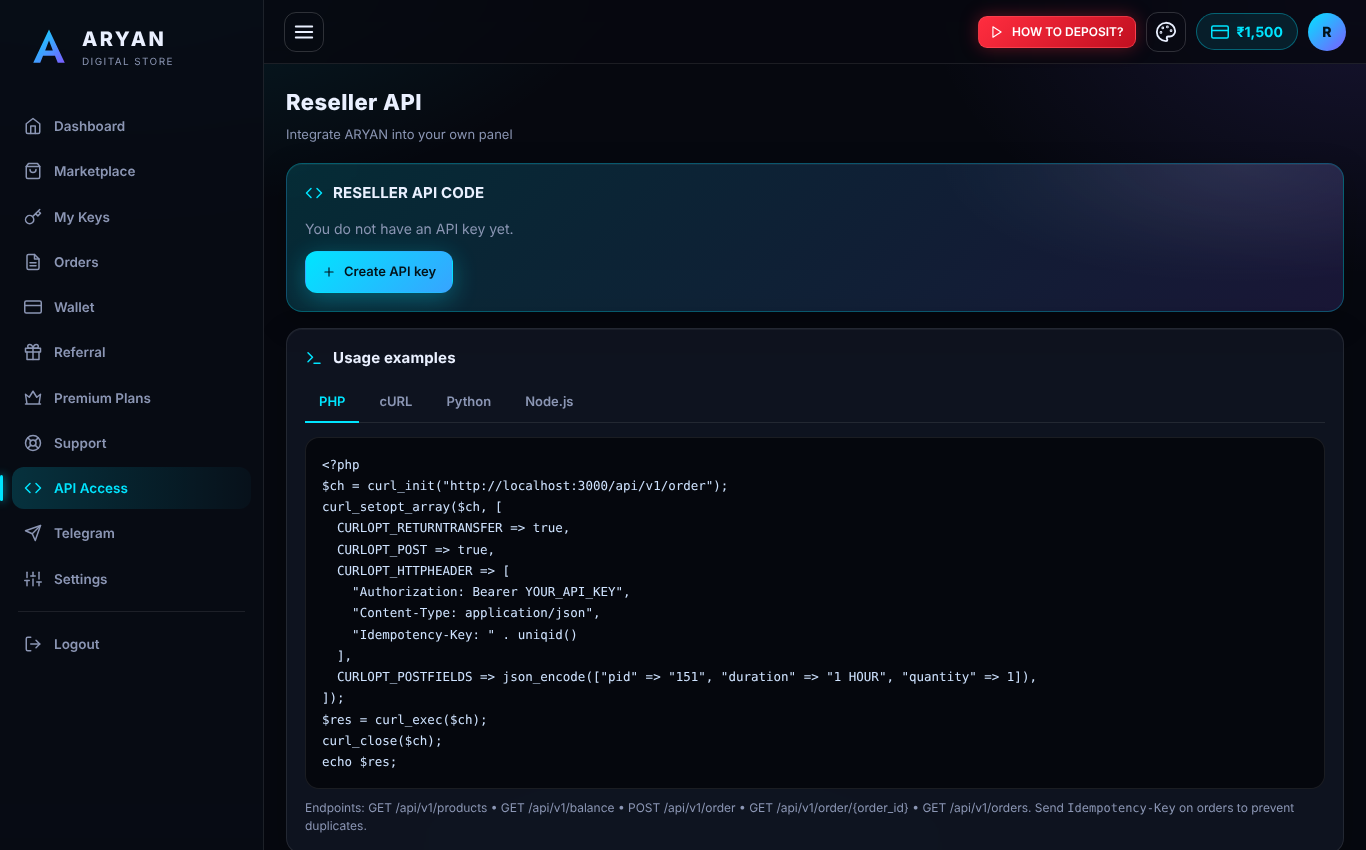 ARYAN
DIGITAL STORE
Dashboard
Marketplace
My Keys
Orders
Wallet
Referral
Premium Plans
Support
API Access
Telegram
Settings
Logout
HOW TO DEPOSIT?
₹1,500
R
Reseller API
Integrate ARYAN into your own panel
RESELLER API CODE
You do not have an API key yet.
+ Create API key
Usage examples
PHP cURL Python Node.js
<?php
$ch = curl_init("http://localhost:3000/api/v1/order");
curl_setopt_array($ch, [
  CURLOPT_RETURNTRANSFER => true,
  CURLOPT_POST => true,
  CURLOPT_HTTPHEADER => [
    "Authorization: Bearer YOUR_API_KEY",
    "Content-Type: application/json",
    "Idempotency-Key: " . uniqid()
  ],
  CURLOPT_POSTFIELDS => json_encode(["pid" => "151", "duration" => "1 HOUR", "quantity" => 1]),
]);
$res = curl_exec($ch);
curl_close($ch);
echo $res;
Endpoints: GET /api/v1/products • GET /api/v1/balance • POST /api/v1/order • GET /api/v1/order/{order_id} • GET /api/v1/orders. Send Idempotency-Key on orders to prevent
duplicates.